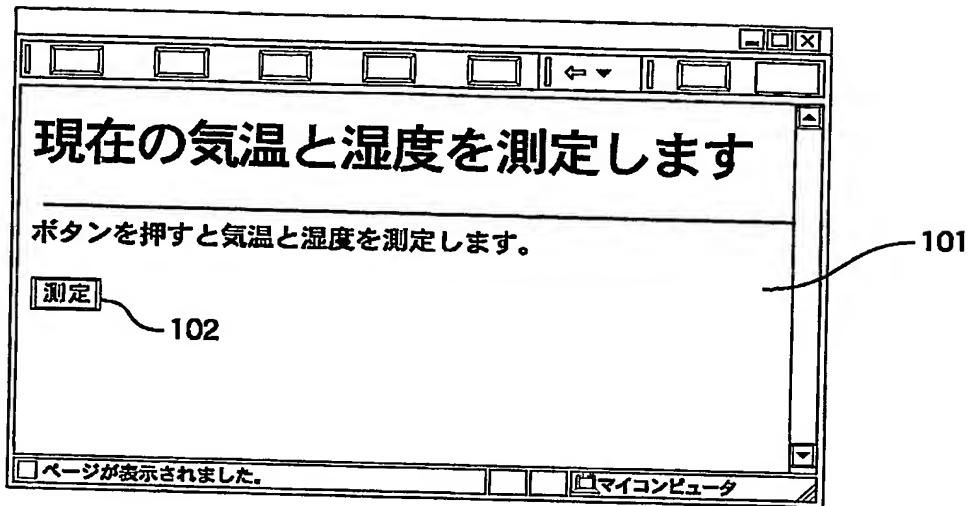 現在の気温と湿度を測定します
ボタンを押すと気温と湿度を測定します。
101
測定
102
ページが表示されました。
マイコンピュータ